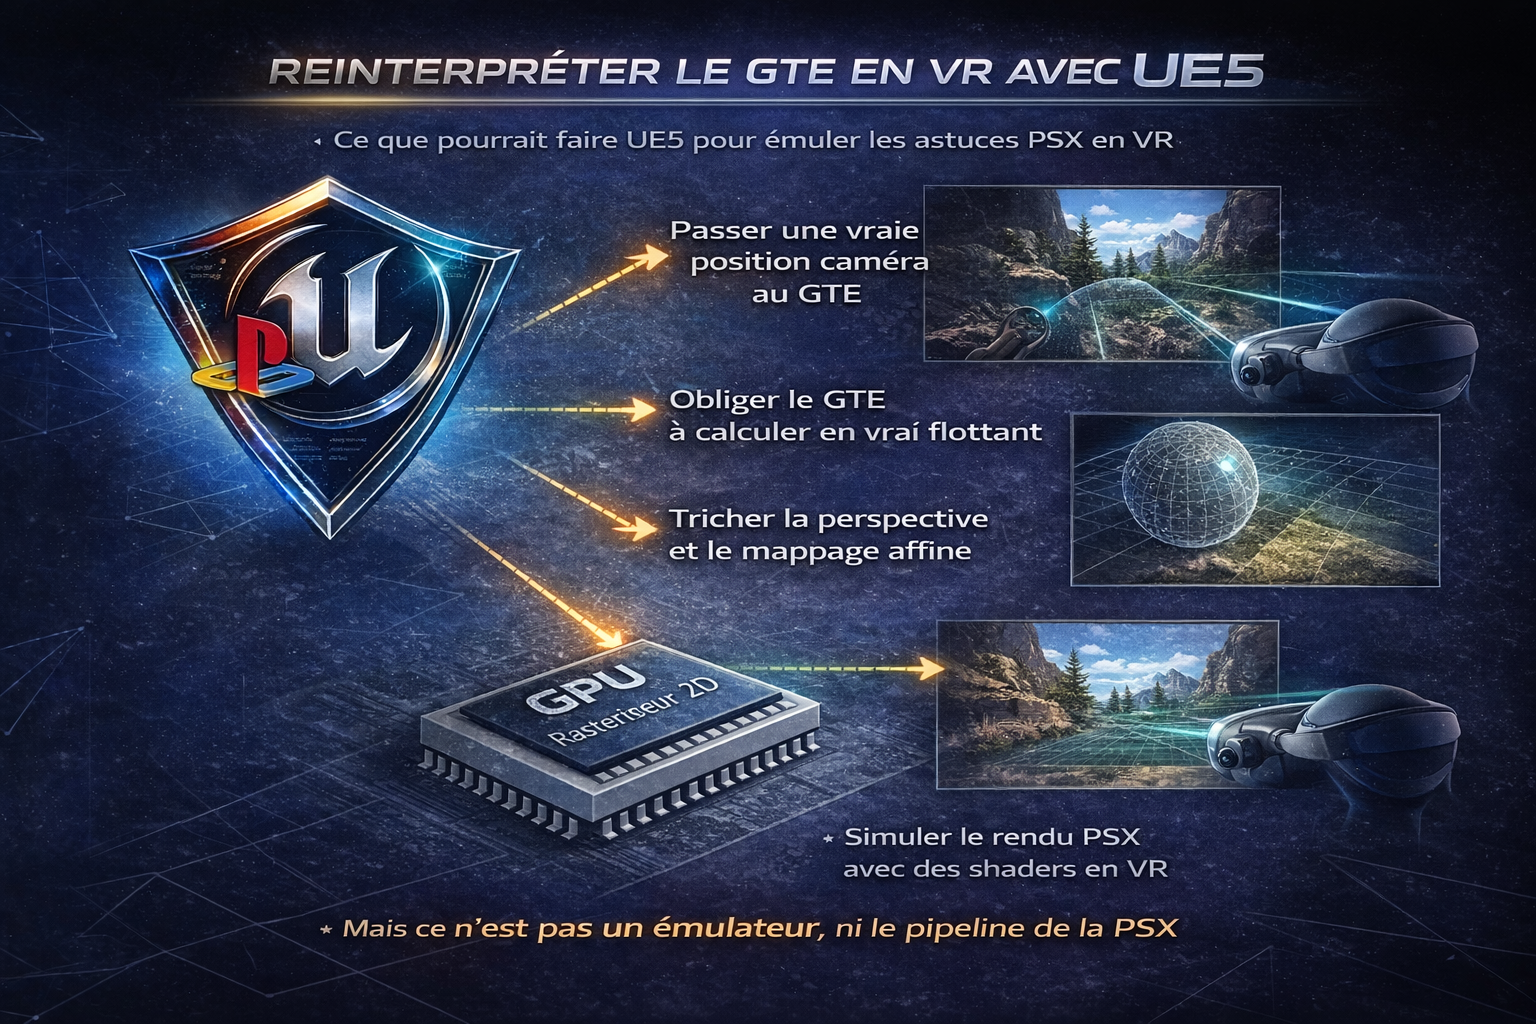 REINTERPRÉTER LE GTE EN VR AVEC UE5
Ce que pourrait faire UE5 pour émuler les astuces PSX en VR
Passer une vraie
position caméra
au GTE
Obliger le GTE
à calculer en vraí flottant
Tricher la perspective
et le mappage affine
GPU
Rasteriseur 2D
* Simuler le rendu PSX
avec des shaders en VR
* Mais ce n'est pas un émulateur, ni le pipeline de la PSX